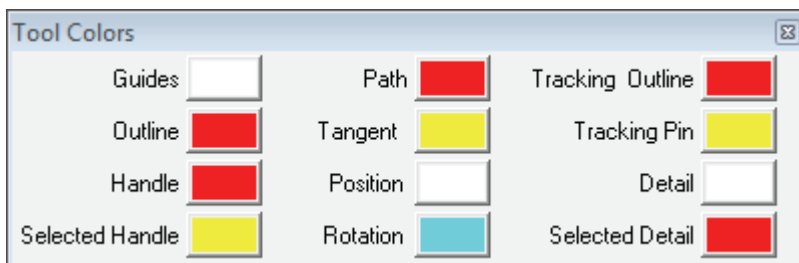 Tool Colors
Guides Path Tracking Outline
Outline Tangent Tracking Pin
Handle Position Detail
Selected Handle Rotation Selected Detail